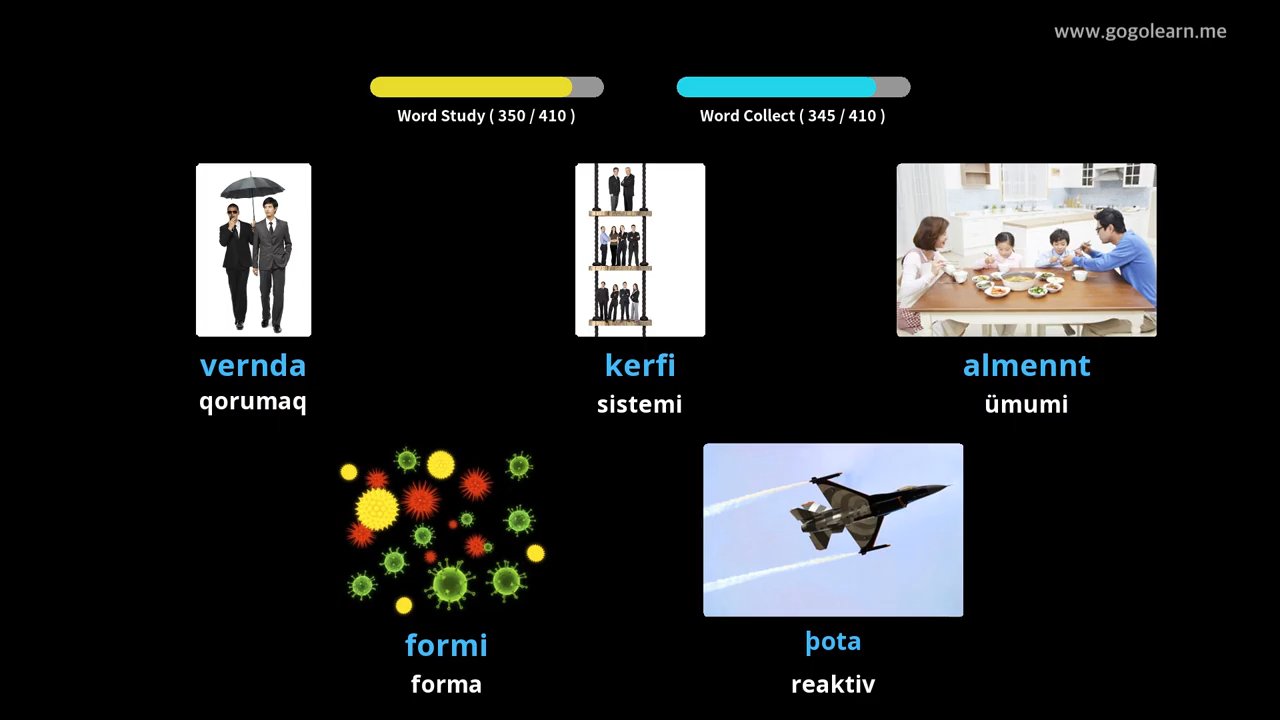 www.gogolearn.me
Word Study ( 350 / 410 )
Word Collect ( 345 / 410 )
vernda
qorumaq
kerfi
sistemi
almennt
ümumi
formi
forma
þota
reaktiv